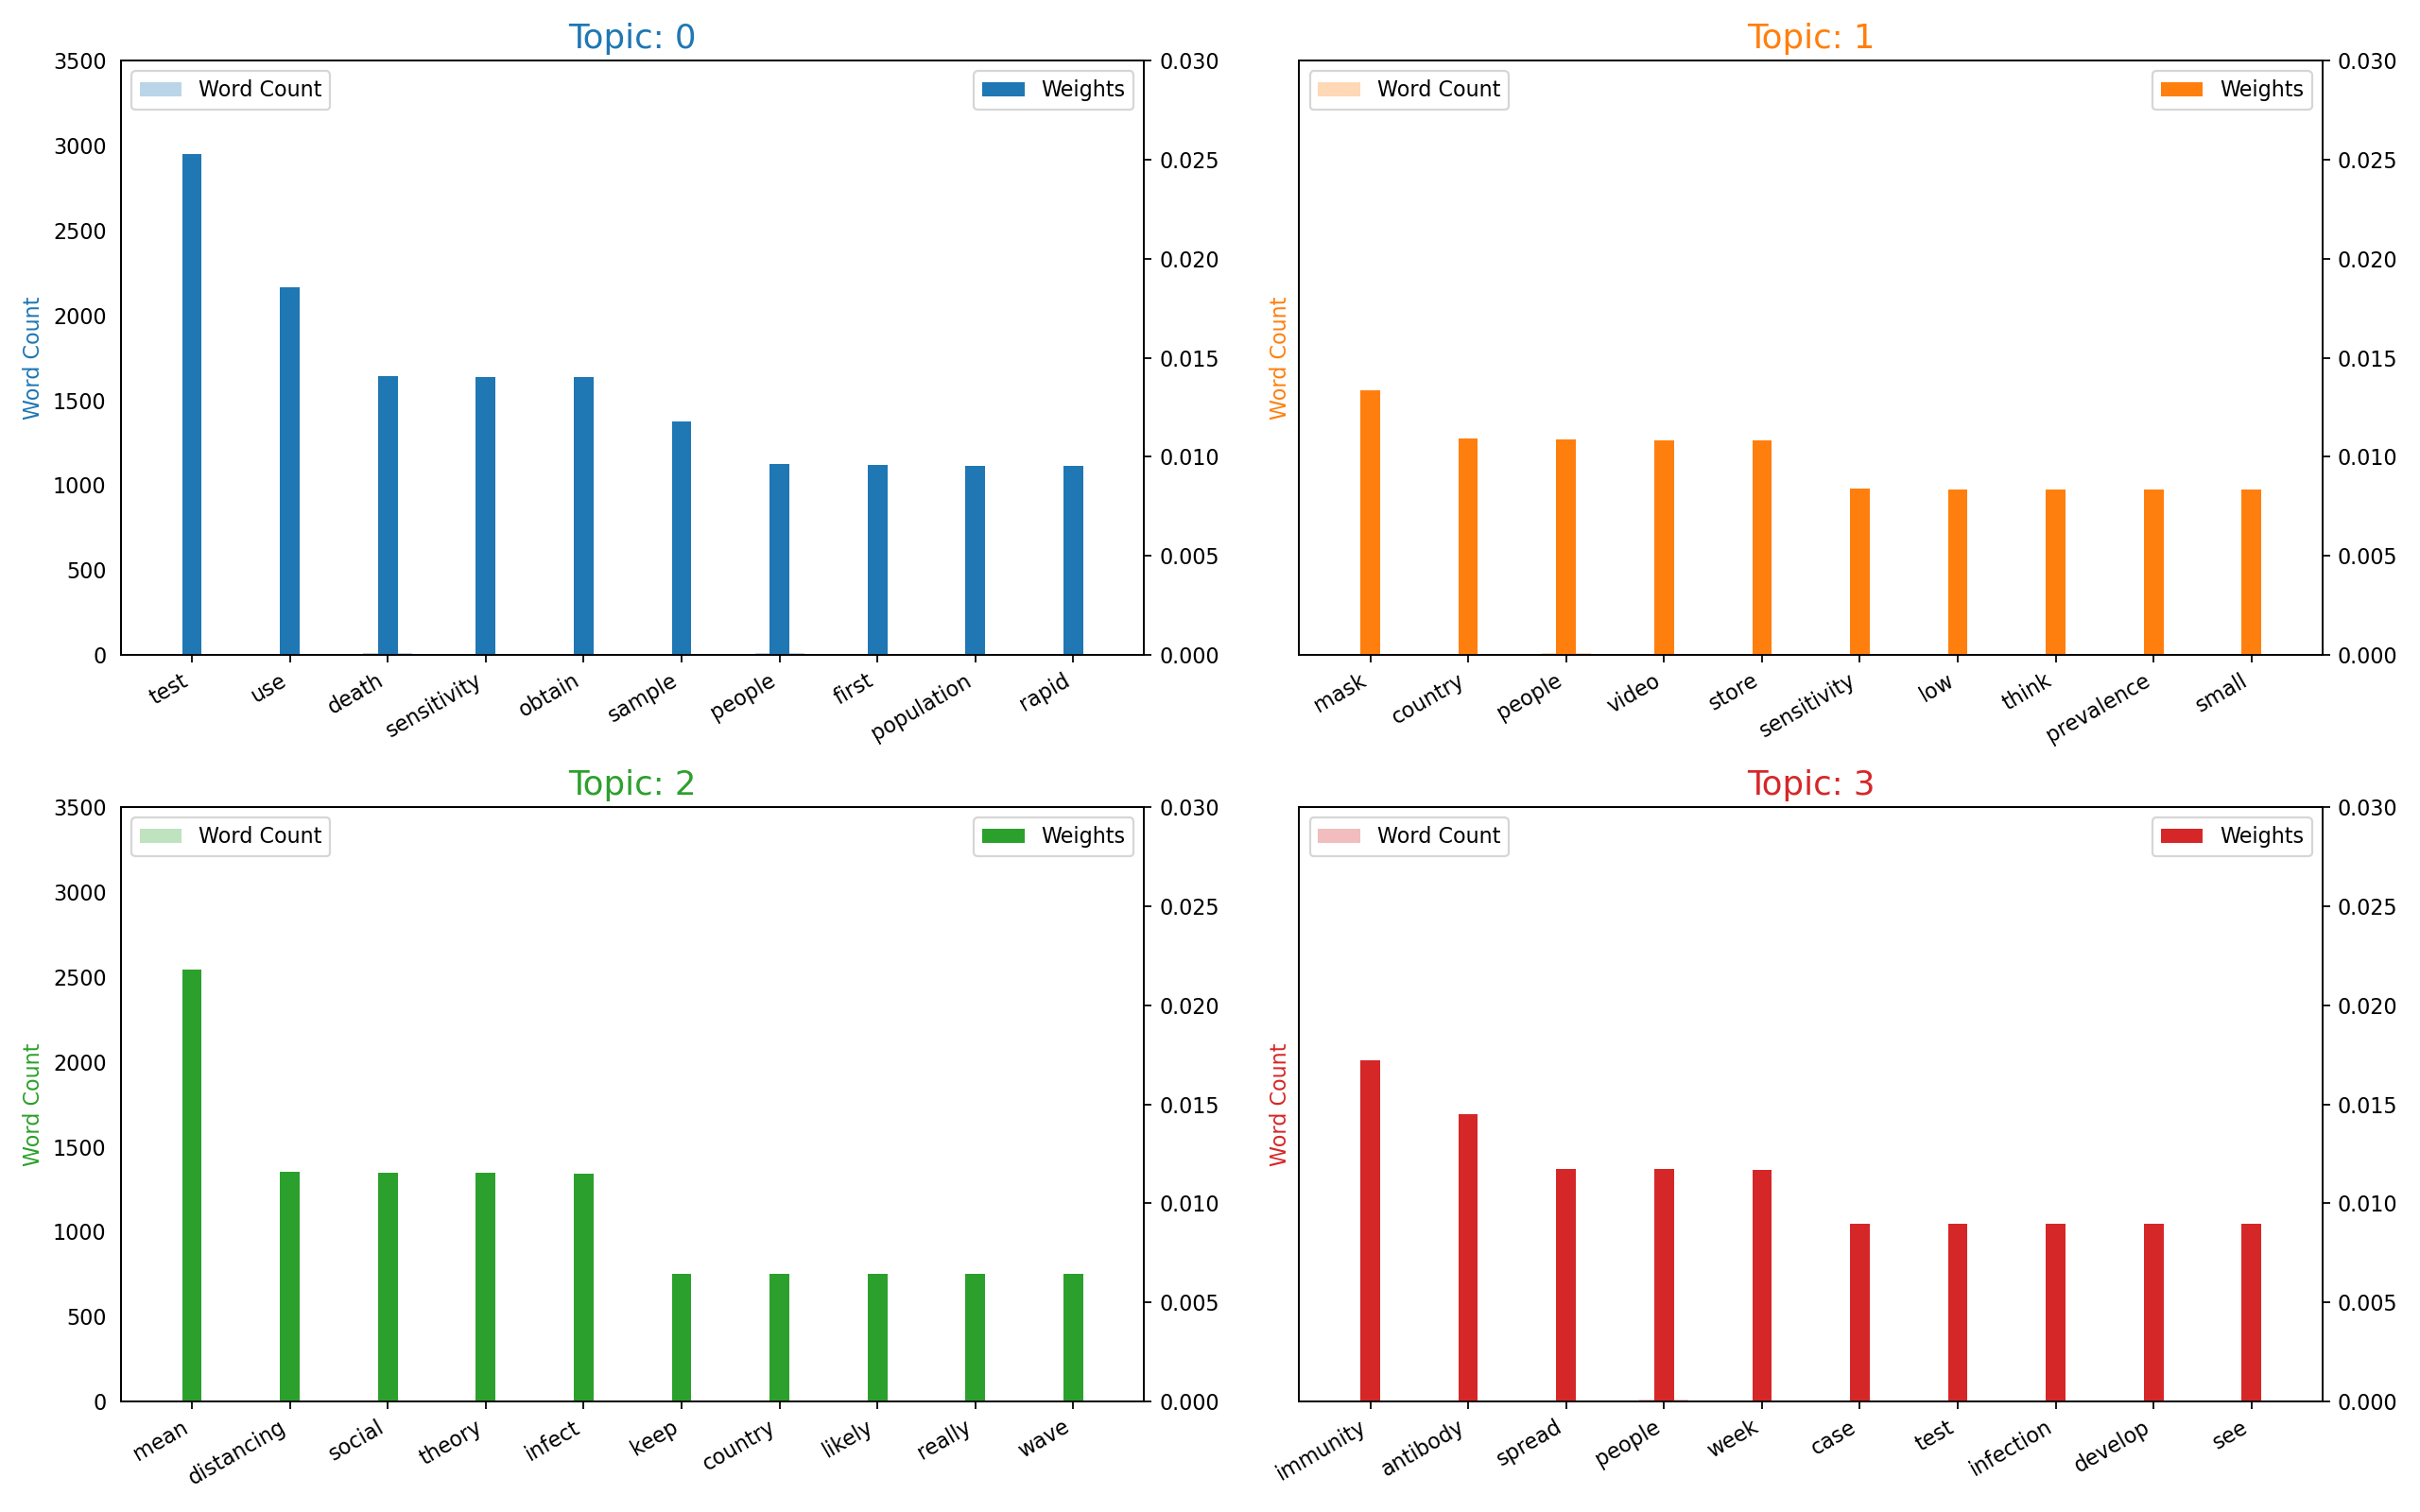 Topic: 0
3500
3000
2500
2000
1500
1000
500
0
Word Count
Word Count
Weights
0.030
0.025
0.020
0.015
0.010
0.005
0.000
test
use
death
sensitivity
obtain
sample
people
first
population
rapid
Topic: 1
Word Count
Word Count
Weights
0.030
0.025
0.020
0.015
0.010
0.005
0.000
mask
country
people
video
store
sensitivity
low
think
prevalence
small
Topic: 2
3500
3000
2500
2000
1500
1000
500
0
Word Count
Word Count
Weights
0.030
0.025
0.020
0.015
0.010
0.005
0.000
mean
distancing
social
theory
infect
keep
country
likely
really
wave
Topic: 3
Word Count
Word Count
Weights
0.030
0.025
0.020
0.015
0.010
0.005
0.000
immunity
antibody
spread
people
week
case
test
infection
develop
see